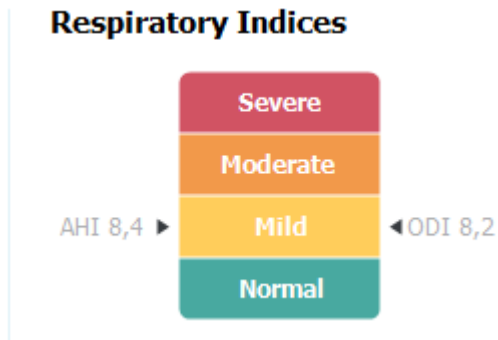 Respiratory Indices
Severe
Moderate
AHI 8,4 Mild ODI 8,2
Normal